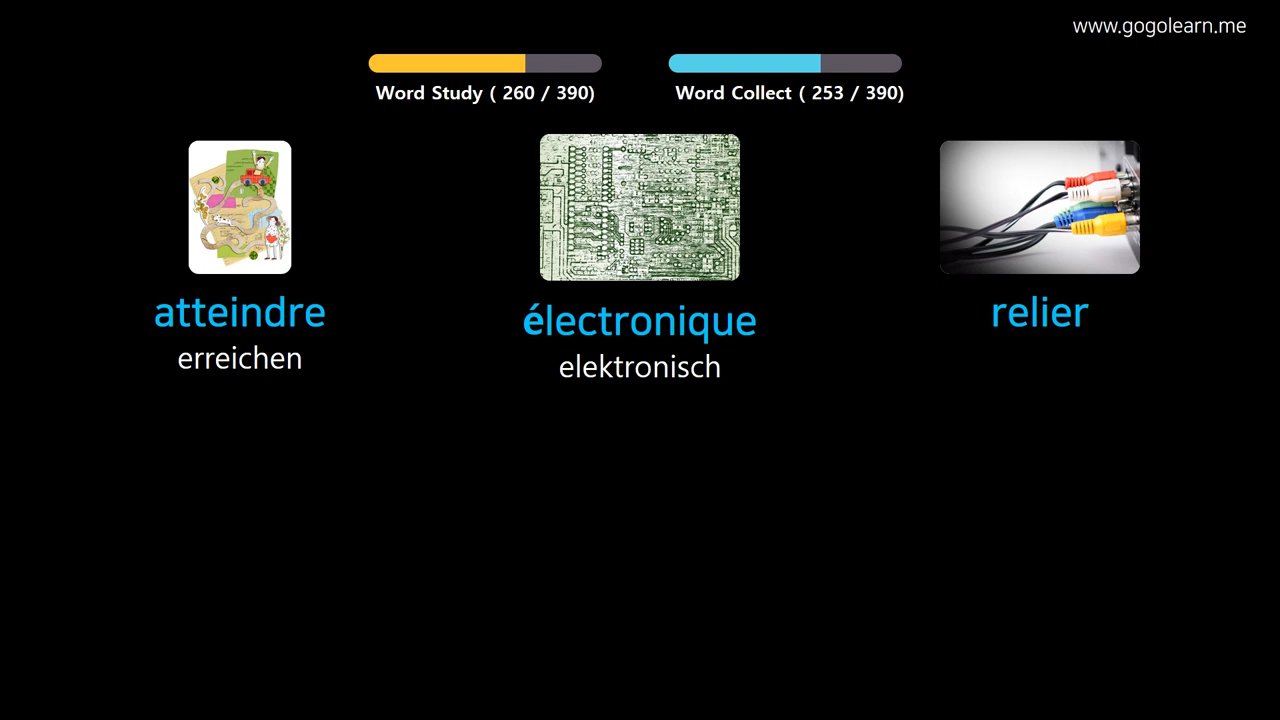 www.gogolearn.me
Word Study ( 260 / 390)
Word Collect ( 253 / 390)
atteindre
erreichen
électronique
elektronisch
relier